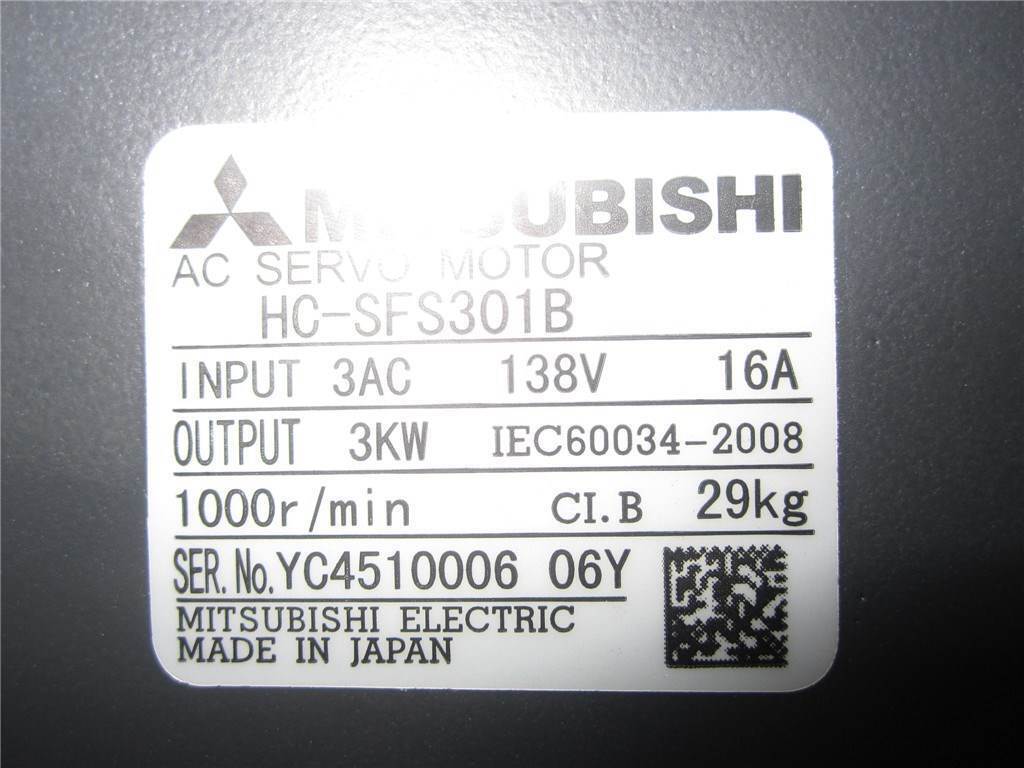 MITSUBISHI
AC SERVO MOTOR
HC-SFS301B
INPUT 3AC 138V 16A
OUTPUT 3KW IEC60034-2008
1000r/min CI.B 29kg
SER.No.YC4510006 06Y
MITSUBISHI ELECTRIC
MADE IN JAPAN